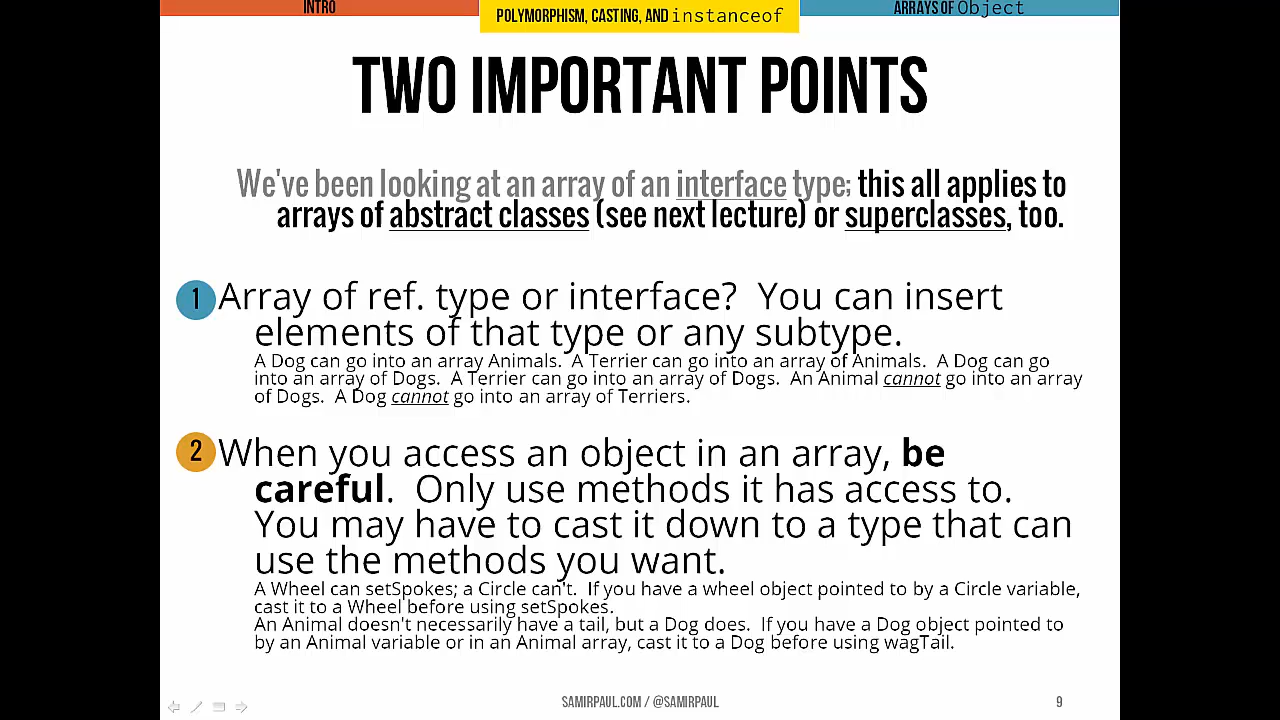 INTRO
POLYMORPHISM, CASTING, AND instanceof
ARRAYS OF Object
TWO IMPORTANT POINTS
We've been looking at an array of an interface type; this all applies to
arrays of abstract classes (see next lecture) or superclasses, too.
1 Array of ref. type or interface? You can insert
elements of that type or any subtype.
A Dog can go into an array Animals. A Terrier can go into an array of Animals. A Dog can go
into an array of Dogs. A Terrier can go into an array of Dogs. An Animal cannot go into an array
of Dogs. A Dog cannot go into an array of Terriers.
2 When you access an object in an array, be
careful. Only use methods it has access to.
You may have to cast it down to a type that can
use the methods you want.
A Wheel can setSpokes; a Circle can't. If you have a wheel object pointed to by a Circle variable,
cast it to a Wheel before using setSpokes.
An Animal doesn't necessarily have a tail, but a Dog does. If you have a Dog object pointed to
by an Animal variable or in an Animal array, cast it to a Dog before using wagTail.
SAMIRPAUL.COM / @SAMIRPAUL
9